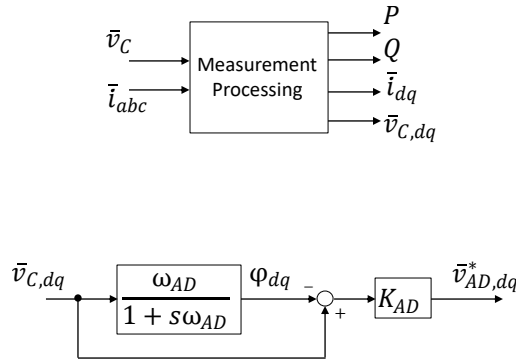 v̄_C
ī_abc
Measurement
Processing
P
Q
ī_dq
v̄_C,dq
v̄_C,dq
ω_AD
1 + sω_AD
φ_dq
−
+
K_AD
v̄*_AD,dq